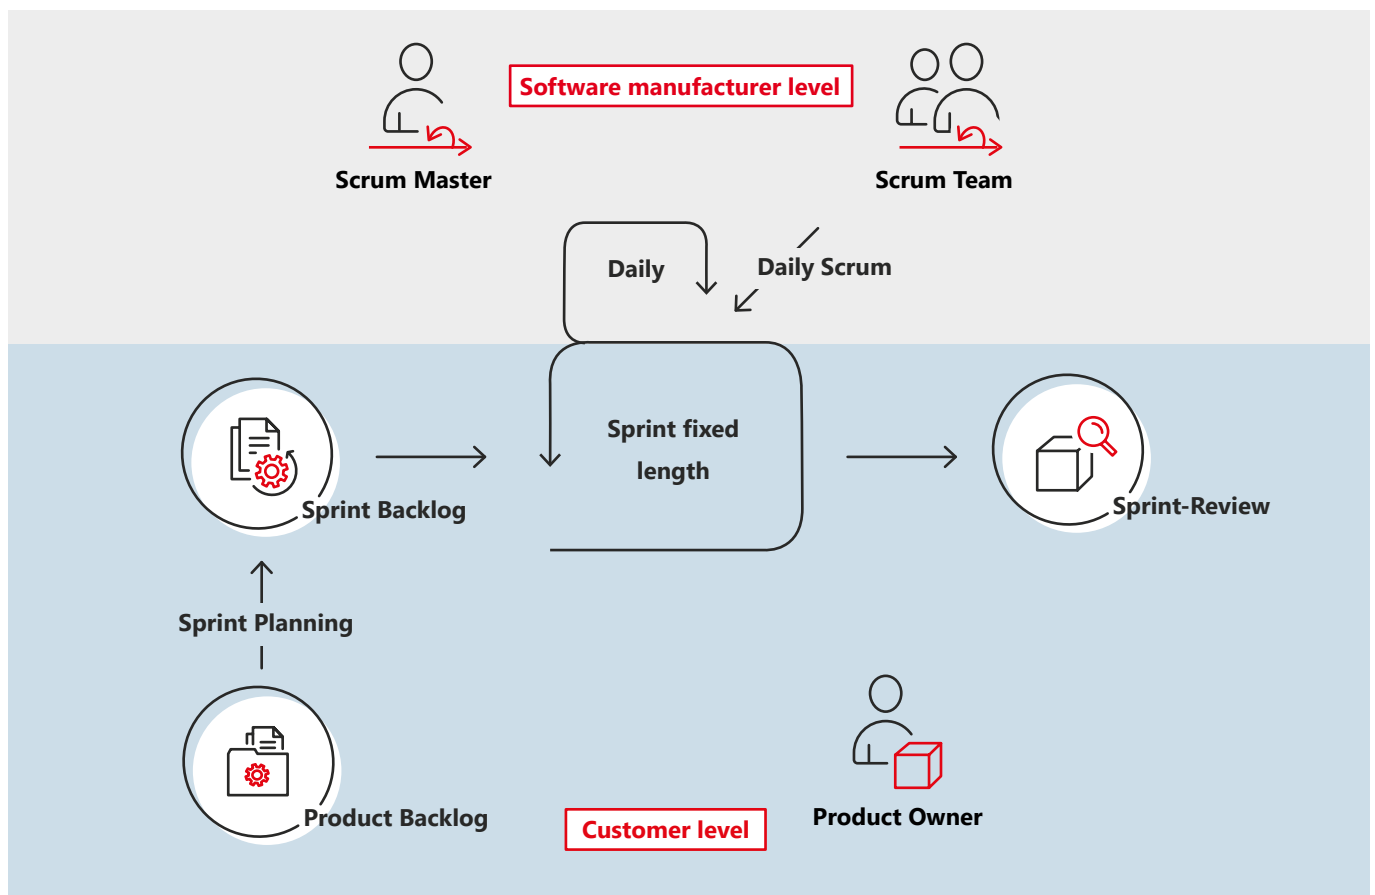 Software manufacturer level
Scrum Master
Scrum Team
Daily
Daily Scrum
Sprint fixed
length
Sprint Backlog
Sprint-Review
Sprint Planning
Product Backlog
Product Owner
Customer level